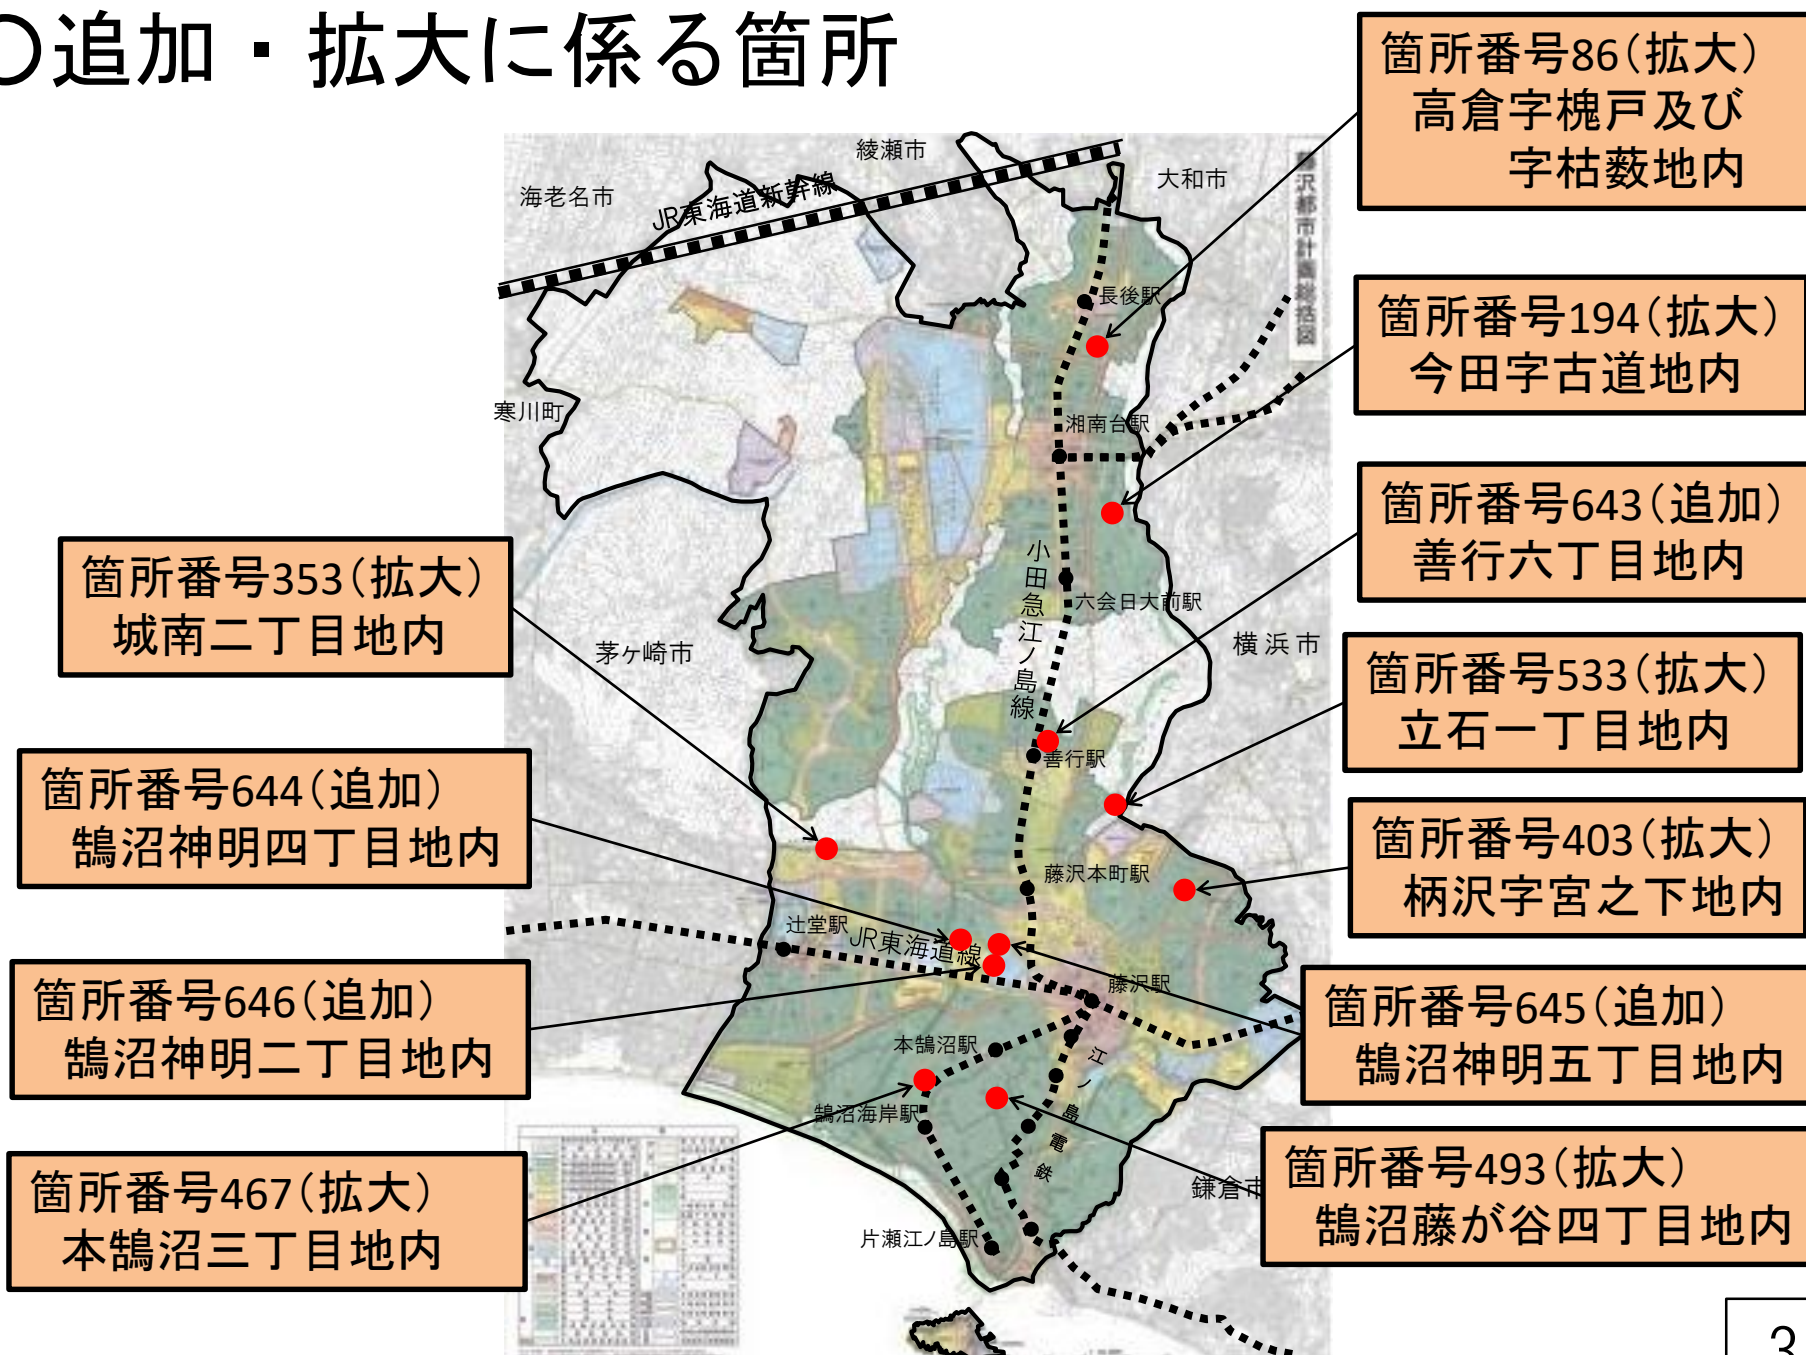 〇追加・拡大に係る箇所
箇所番号86（拡大）
高倉字槐戸及び
字枯薮地内
箇所番号194（拡大）
今田字古道地内
箇所番号643（追加）
善行六丁目地内
箇所番号533（拡大）
立石一丁目地内
箇所番号403（拡大）
柄沢字宮之下地内
箇所番号645（追加）
鵠沼神明五丁目地内
箇所番号493（拡大）
鵠沼藤が谷四丁目地内
箇所番号353（拡大）
城南二丁目地内
箇所番号644（追加）
鵠沼神明四丁目地内
箇所番号646（追加）
鵠沼神明二丁目地内
箇所番号467（拡大）
本鵠沼三丁目地内
綾瀬市
海老名市
大和市
JR東海道新幹線
藤沢都市計画総括図
長後駅
寒川町
湘南台駅
小田急江ノ島線
六会日大前駅
茅ヶ崎市
横浜市
善行駅
藤沢本町駅
辻堂駅
JR東海道線
藤沢駅
本鵠沼駅
江ノ島電鉄
鵠沼海岸駅
鎌倉市
片瀬江ノ島駅
3